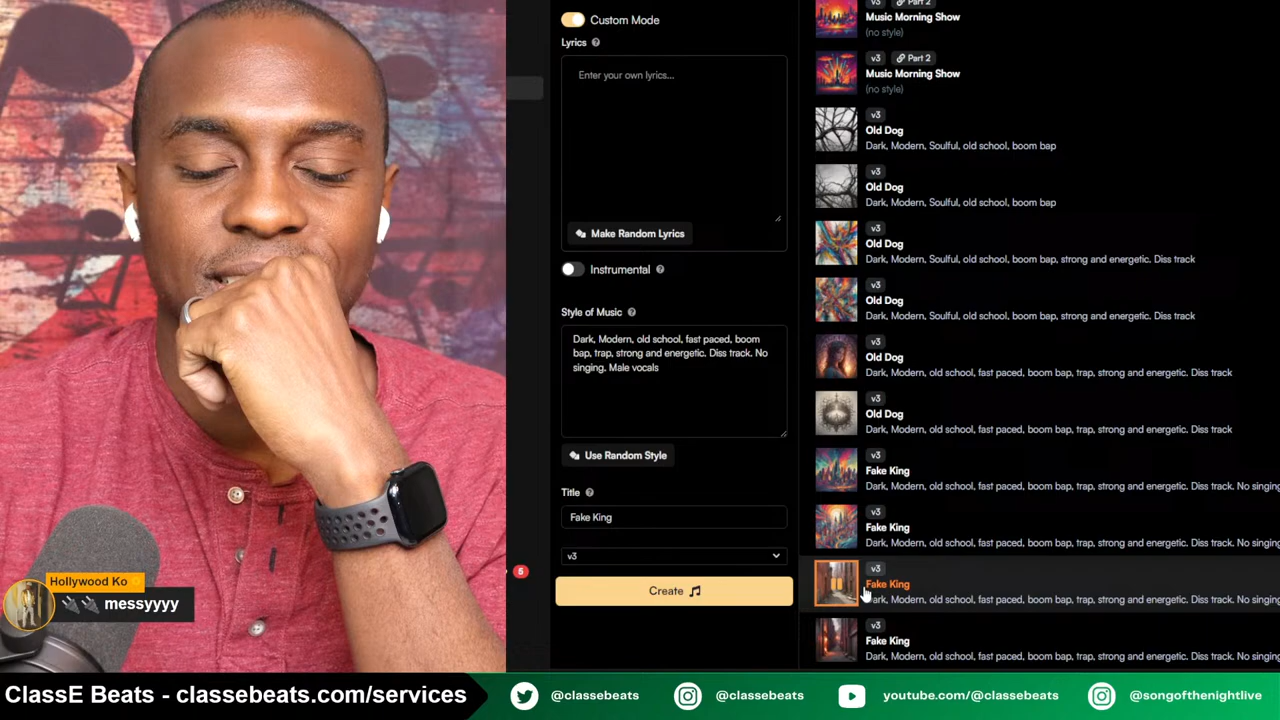 Custom Mode
Lyrics
Enter your own lyrics...
Make Random Lyrics
Instrumental
Style of Music
Dark, Modern, old school, fast paced, boom
bap, trap, strong and energetic. Diss track. No
singing. Male vocals
Use Random Style
Title
Fake King
v3
Create
5
v3 Part 2
Music Morning Show
(no style)
v3 Part 2
Music Morning Show
(no style)
v3
Old Dog
Dark, Modern, Soulful, old school, boom bap
v3
Old Dog
Dark, Modern, Soulful, old school, boom bap
v3
Old Dog
Dark, Modern, Soulful, old school, boom bap, strong and energetic. Diss track
v3
Old Dog
Dark, Modern, Soulful, old school, boom bap, strong and energetic. Diss track
v3
Old Dog
Dark, Modern, old school, fast paced, boom bap, trap, strong and energetic. Diss track
v3
Old Dog
Dark, Modern, old school, fast paced, boom bap, trap, strong and energetic. Diss track
v3
Fake King
Dark, Modern, old school, fast paced, boom bap, trap, strong and energetic. Diss track. No singing
v3
Fake King
Dark, Modern, old school, fast paced, boom bap, trap, strong and energetic. Diss track. No singing
v3
Fake King
Dark, Modern, old school, fast paced, boom bap, trap, strong and energetic. Diss track. No singing
v3
Fake King
Dark, Modern, old school, fast paced, boom bap, trap, strong and energetic. Diss track. No singing
Hollywood Ko
messyyyy
ClassE Beats - classebeats.com/services
@classebeats
@classebeats
youtube.com/@classebeats
@songofthenightlive